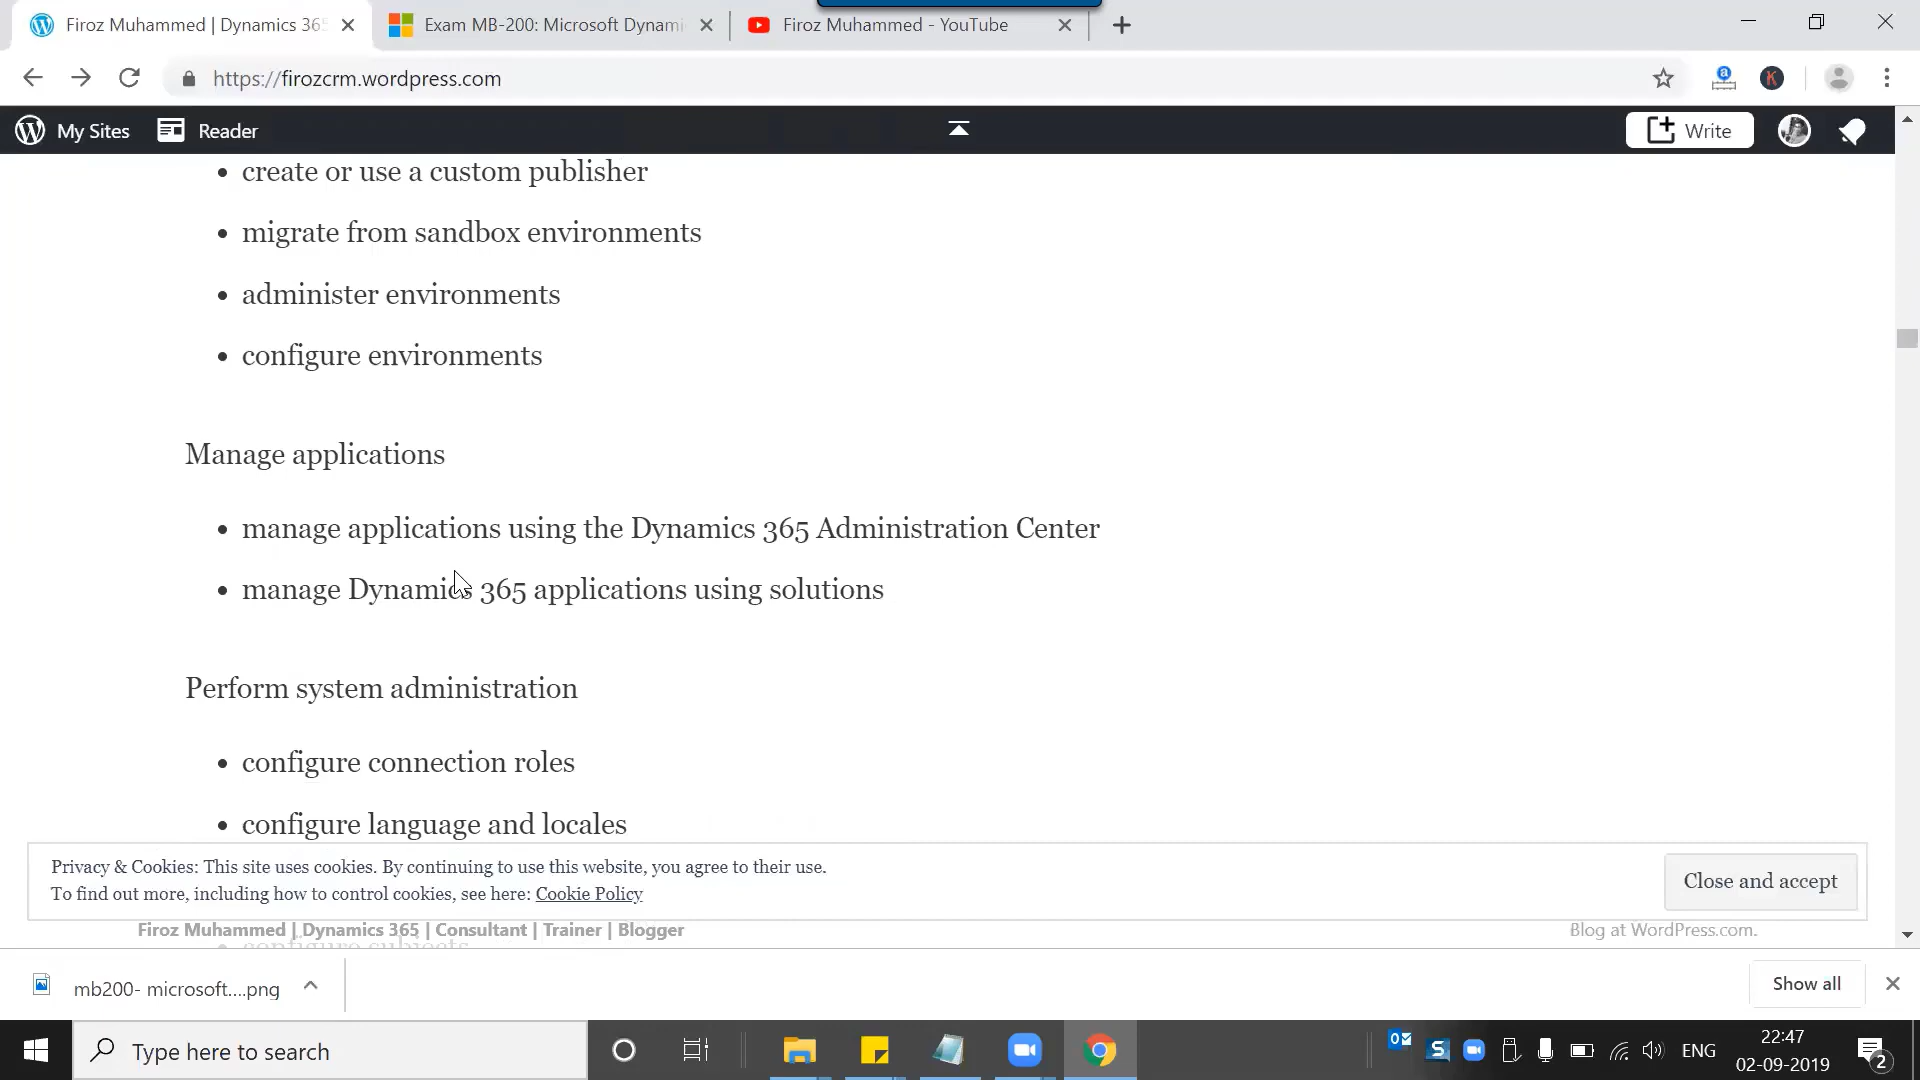 Firoz Muhammed | Dynamics 365
Exam MB-200: Microsoft Dynami
Firoz Muhammed - YouTube
https://firozcrm.wordpress.com
My Sites
Reader
Write
• create or use a custom publisher
• migrate from sandbox environments
• administer environments
• configure environments
Manage applications
• manage applications using the Dynamics 365 Administration Center
• manage Dynamics 365 applications using solutions
Perform system administration
• configure connection roles
• configure language and locales
Privacy & Cookies: This site uses cookies. By continuing to use this website, you agree to their use.
To find out more, including how to control cookies, see here: Cookie Policy
Close and accept
Firoz Muhammed | Dynamics 365 | Consultant | Trainer | Blogger
Blog at WordPress.com.
• configure subjects
mb200- microsoft....png
Show all
Type here to search
ENG
22:47
02-09-2019
2